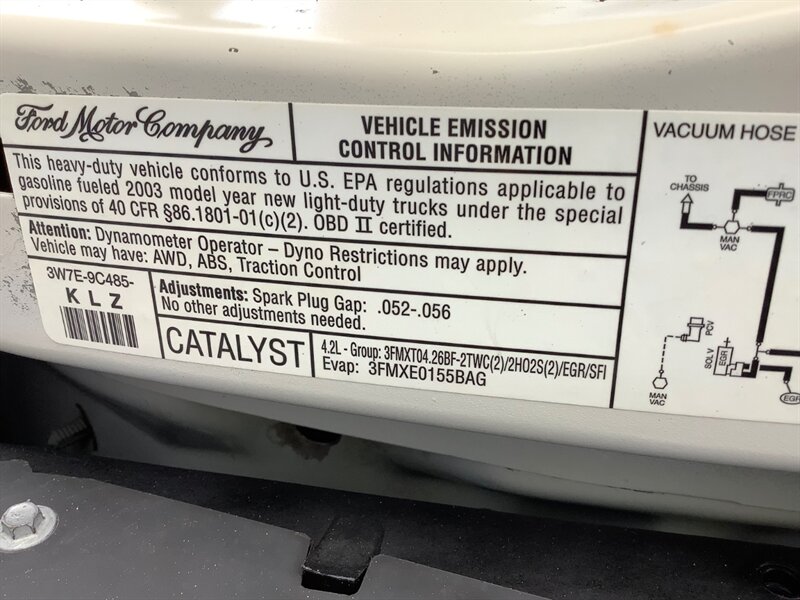 Ford Motor Company
VEHICLE EMISSION
CONTROL INFORMATION
This heavy-duty vehicle conforms to U.S. EPA regulations applicable to
gasoline fueled 2003 model year new light-duty trucks under the special
provisions of 40 CFR §86.1801-01(c)(2). OBD II certified.
Attention: Dynamometer Operator – Dyno Restrictions may apply.
Vehicle may have: AWD, ABS, Traction Control
3W7E-9C485-
K L Z
Adjustments: Spark Plug Gap: .052-.056
No other adjustments needed.
CATALYST
4.2L - Group: 3FMXT04.26BF-2TWC(2)/2HO2S(2)/EGR/SFI
Evap: 3FMXE0155BAG
VACUUM HOSE
TO
CHASSIS
FPRC
MAN
VAC
PCV
SOLV
EGR
MAN
VAC
EGR